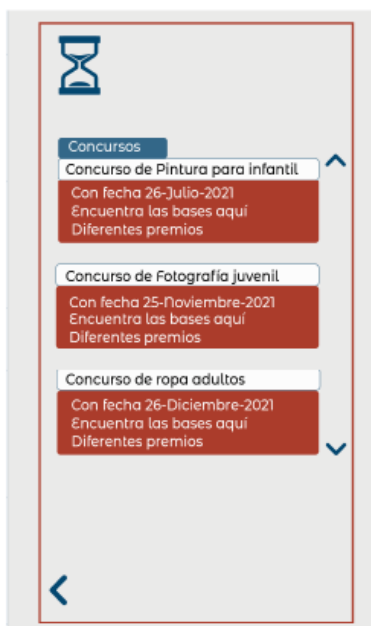 Concursos
Concurso de Pintura para infantil
Con fecha 26-Julio-2021
Encuentra las bases aquí
Diferentes premios
Concurso de Fotografía juvenil
Con fecha 25-Noviembre-2021
Encuentra las bases aquí
Diferentes premios
Concurso de ropa adultos
Con fecha 26-Diciembre-2021
Encuentra las bases aquí
Diferentes premios